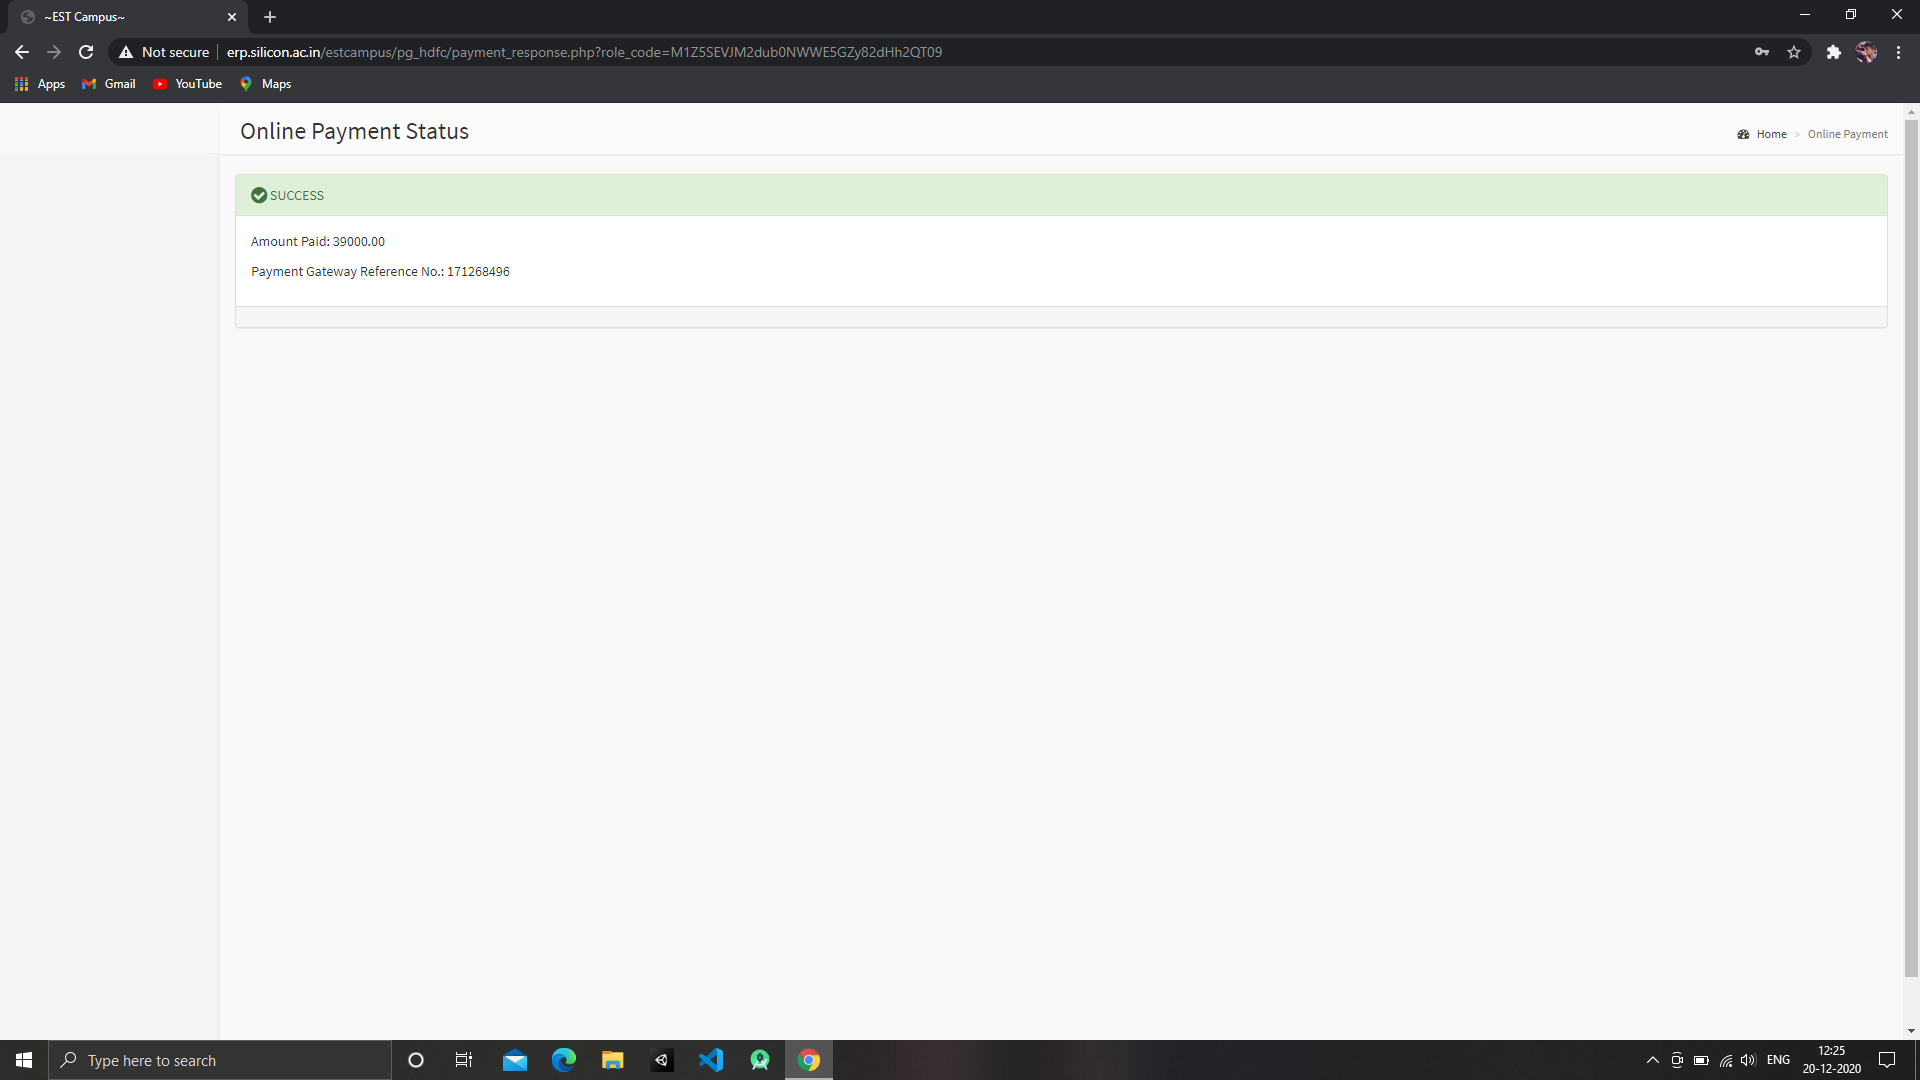 ~EST Campus~
Not secure erp.silicon.ac.in/estcampus/pg_hdfc/payment_response.php?role_code=M1Z5SEVJM2dub0NWWE5GZy82dHh2QT09
Apps Gmail YouTube Maps
Online Payment Status
Home > Online Payment
SUCCESS
Amount Paid: 39000.00
Payment Gateway Reference No.: 171268496
Type here to search
ENG
12:25
20-12-2020